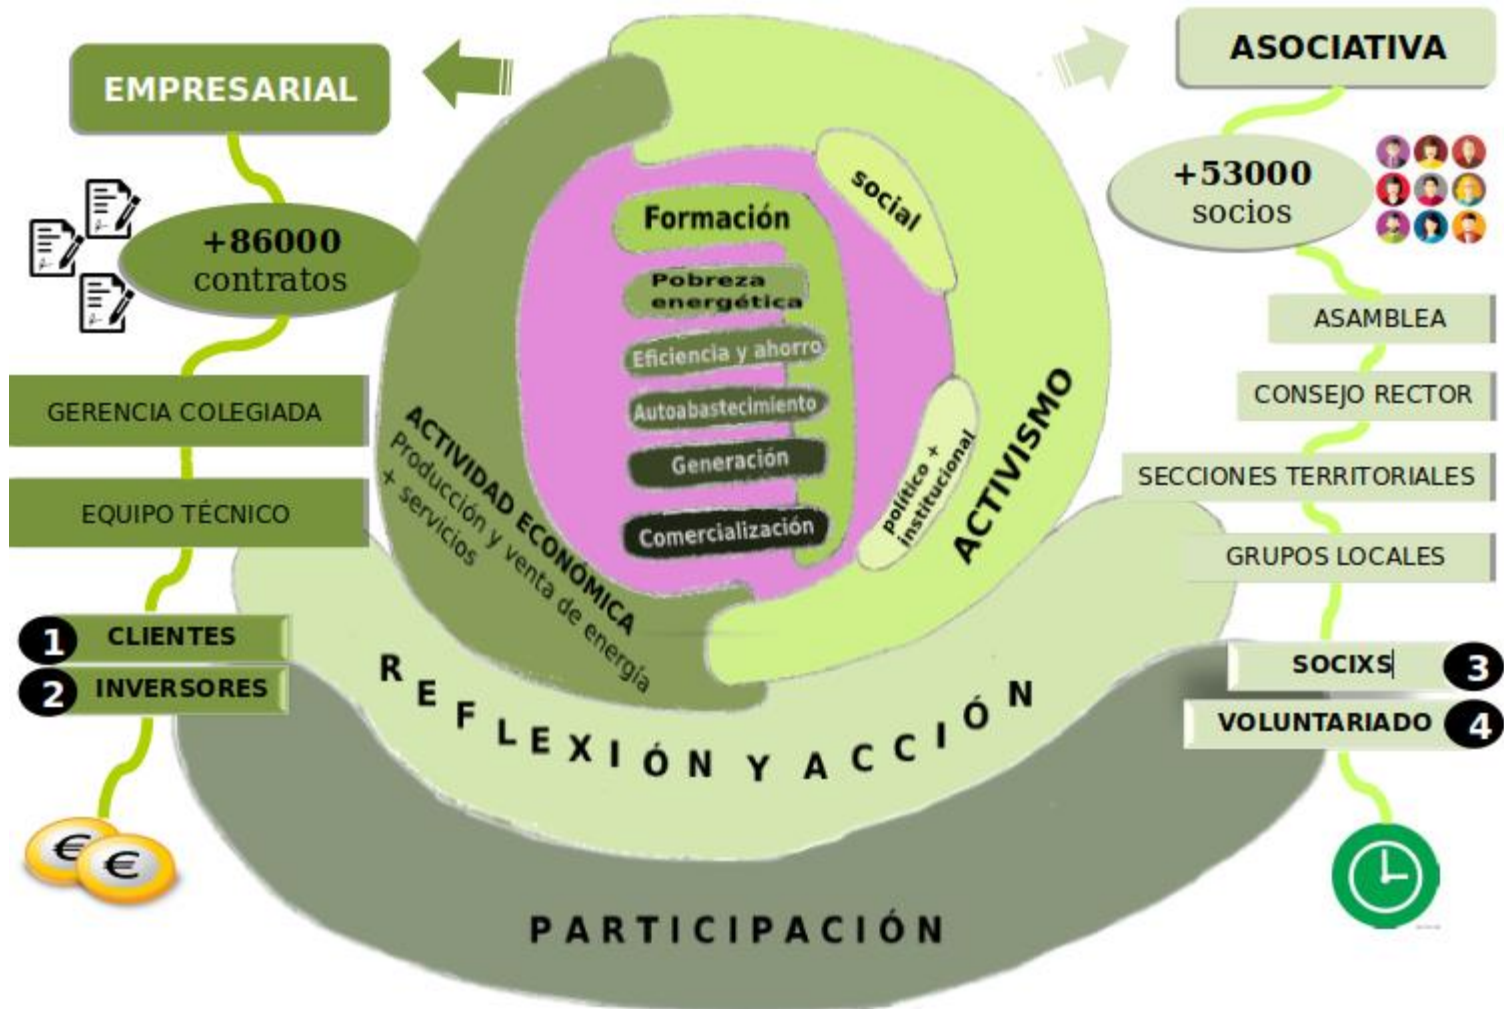 EMPRESARIAL
+86000
contratos
GERENCIA COLEGIADA
EQUIPO TÉCNICO
1 CLIENTES
2 INVERSORES
€ €
ACTIVIDAD ECONÓMICA
Producción y venta de energía
+ servicios
Formación
Pobreza
energética
Eficiencia y ahorro
Autoabastecimiento
Generación
Comercialización
social
político +
institucional
ACTIVISMO
REFLEXIÓN Y ACCIÓN
PARTICIPACIÓN
ASOCIATIVA
+53000
socios
ASAMBLEA
CONSEJO RECTOR
SECCIONES TERRITORIALES
GRUPOS LOCALES
SOCIXS 3
VOLUNTARIADO 4